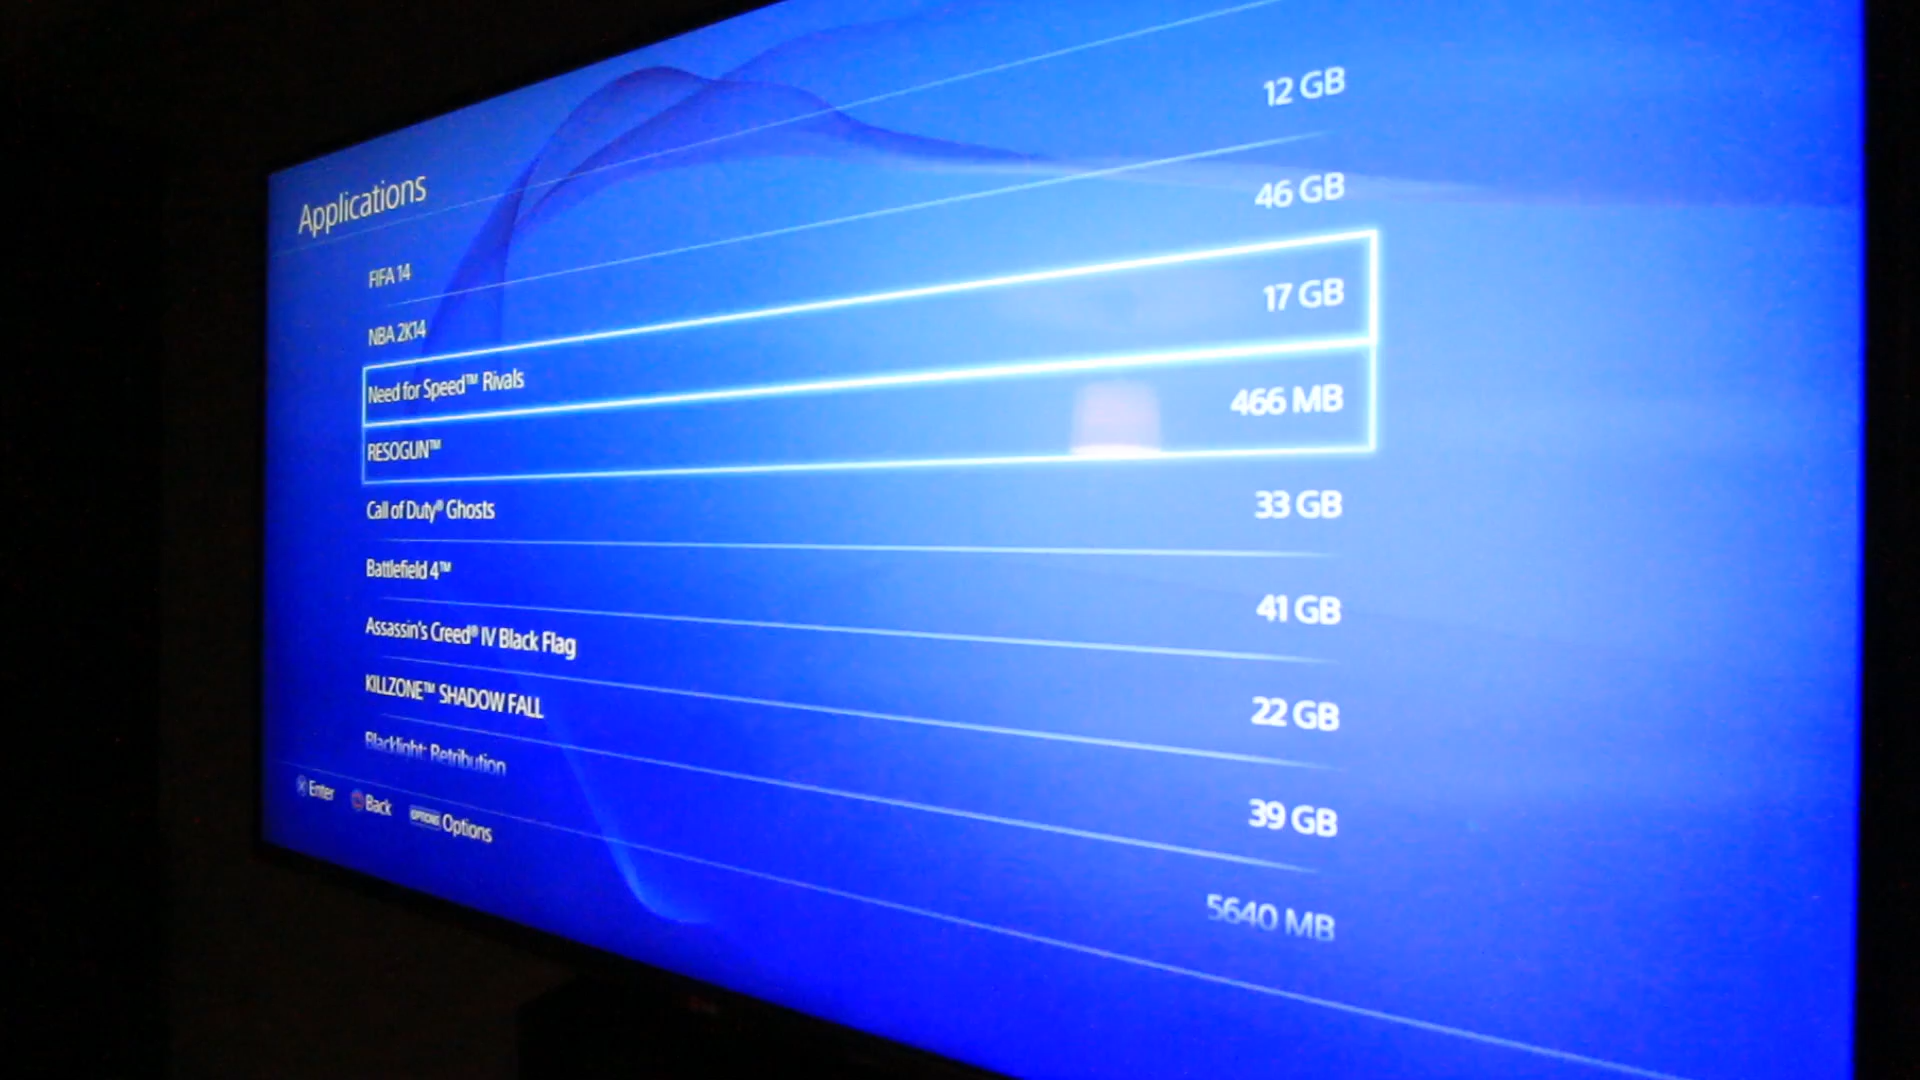 Applications
FIFA 14 12 GB
NBA 2K14 46 GB
Need for Speed™ Rivals 17 GB
RESOGUN™ 466 MB
Call of Duty® Ghosts 33 GB
Battlefield 4™ 41 GB
Assassin's Creed® IV Black Flag 22 GB
KILLZONE™ SHADOW FALL 39 GB
Blacklight: Retribution 5640 MB
Enter Back OPTIONS Options